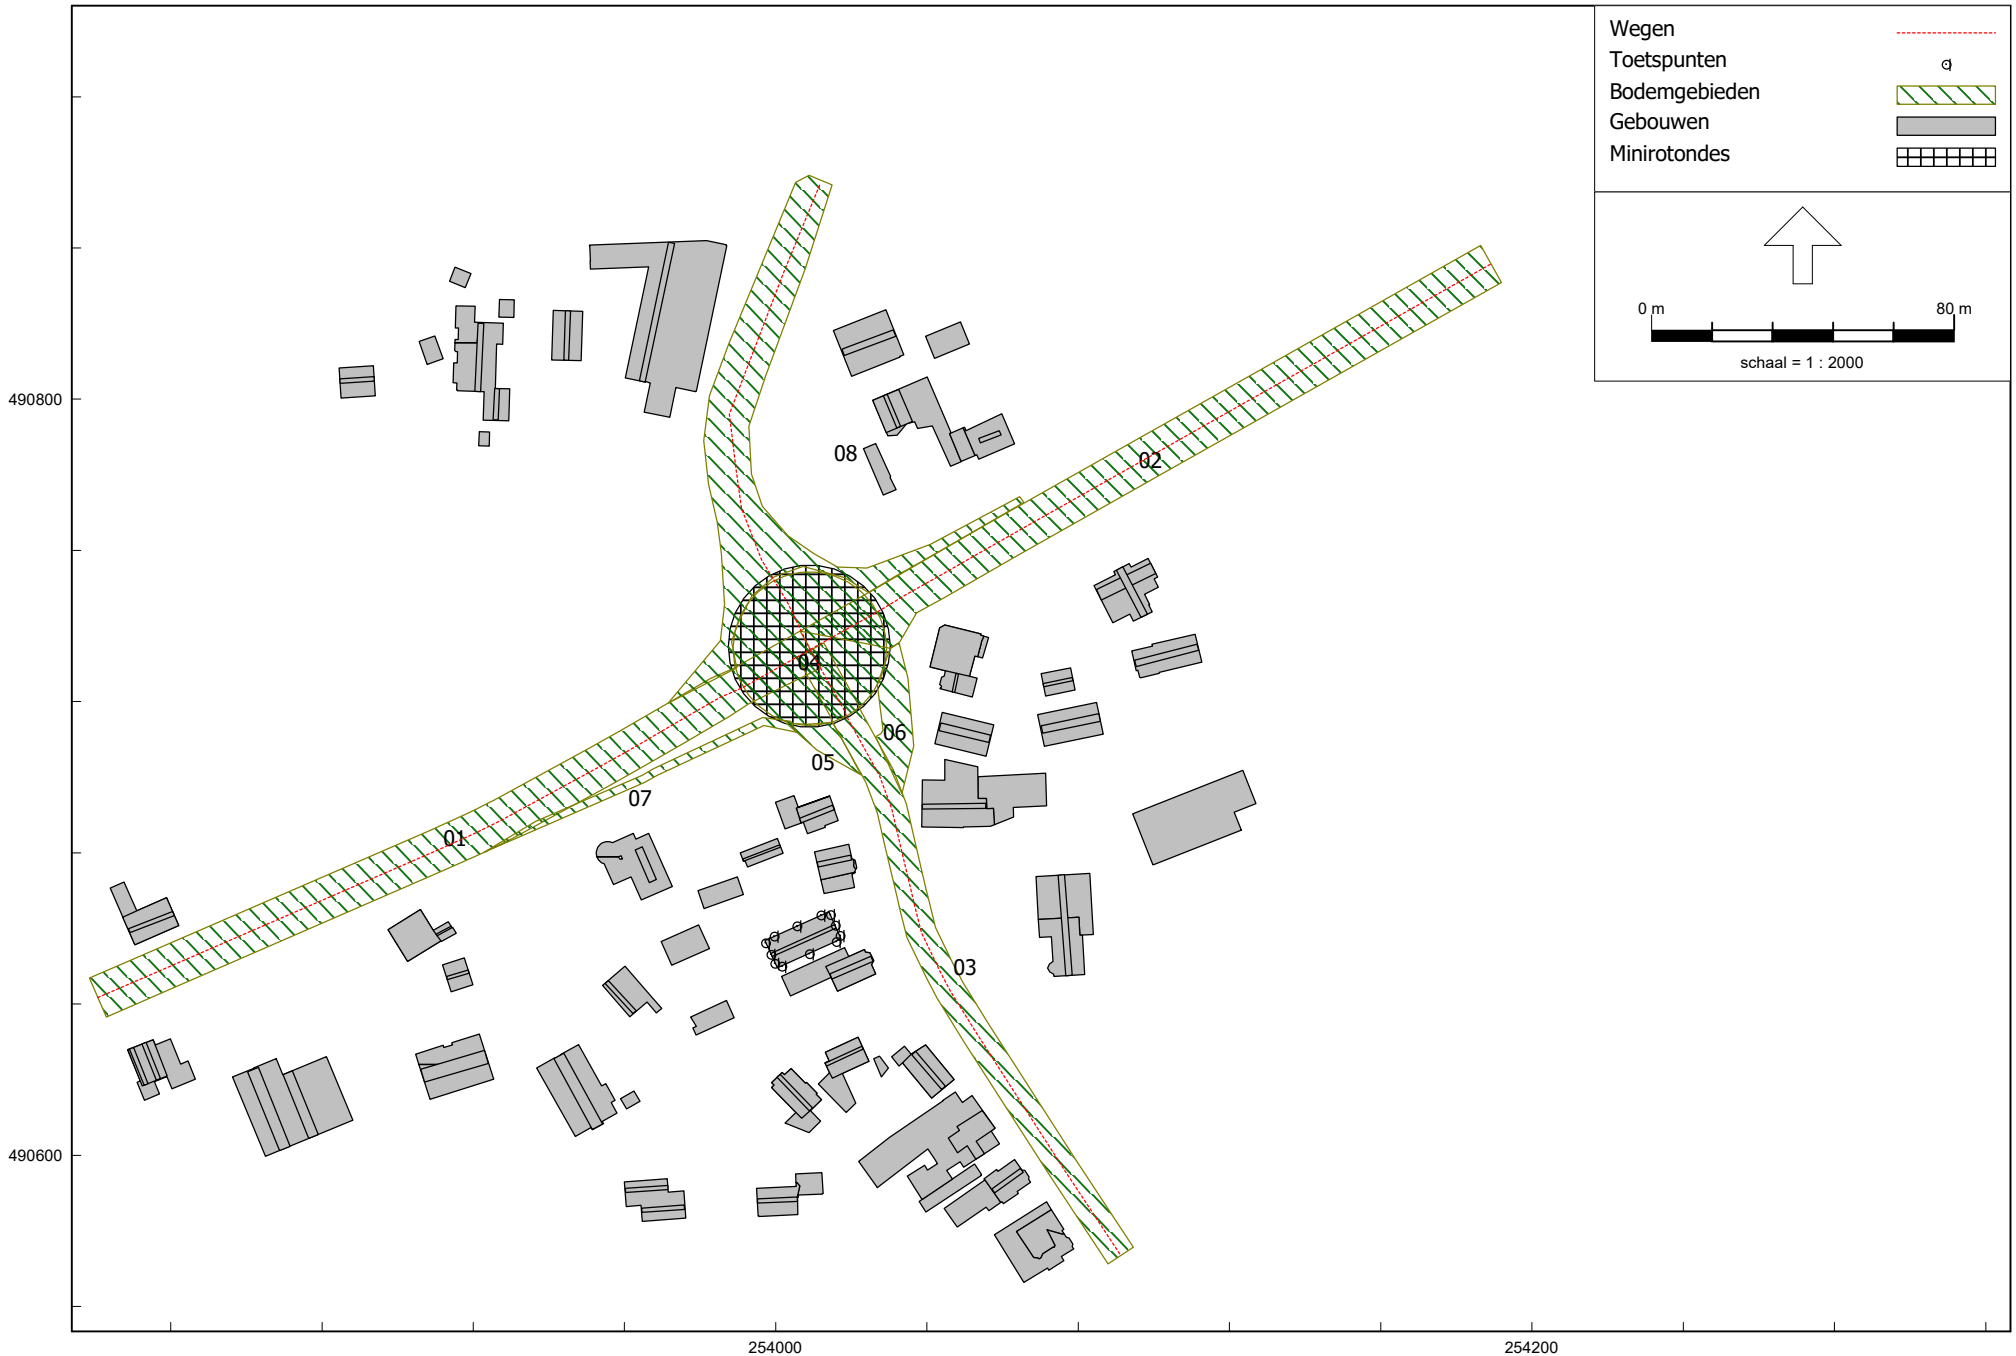 Wegen
Toetspunten
Bodemgebieden
Gebouwen
Minirotondes
0 m 80 m
schaal = 1 : 2000
490800
08
02
04
06
05
07
01
03
490600
254000 254200